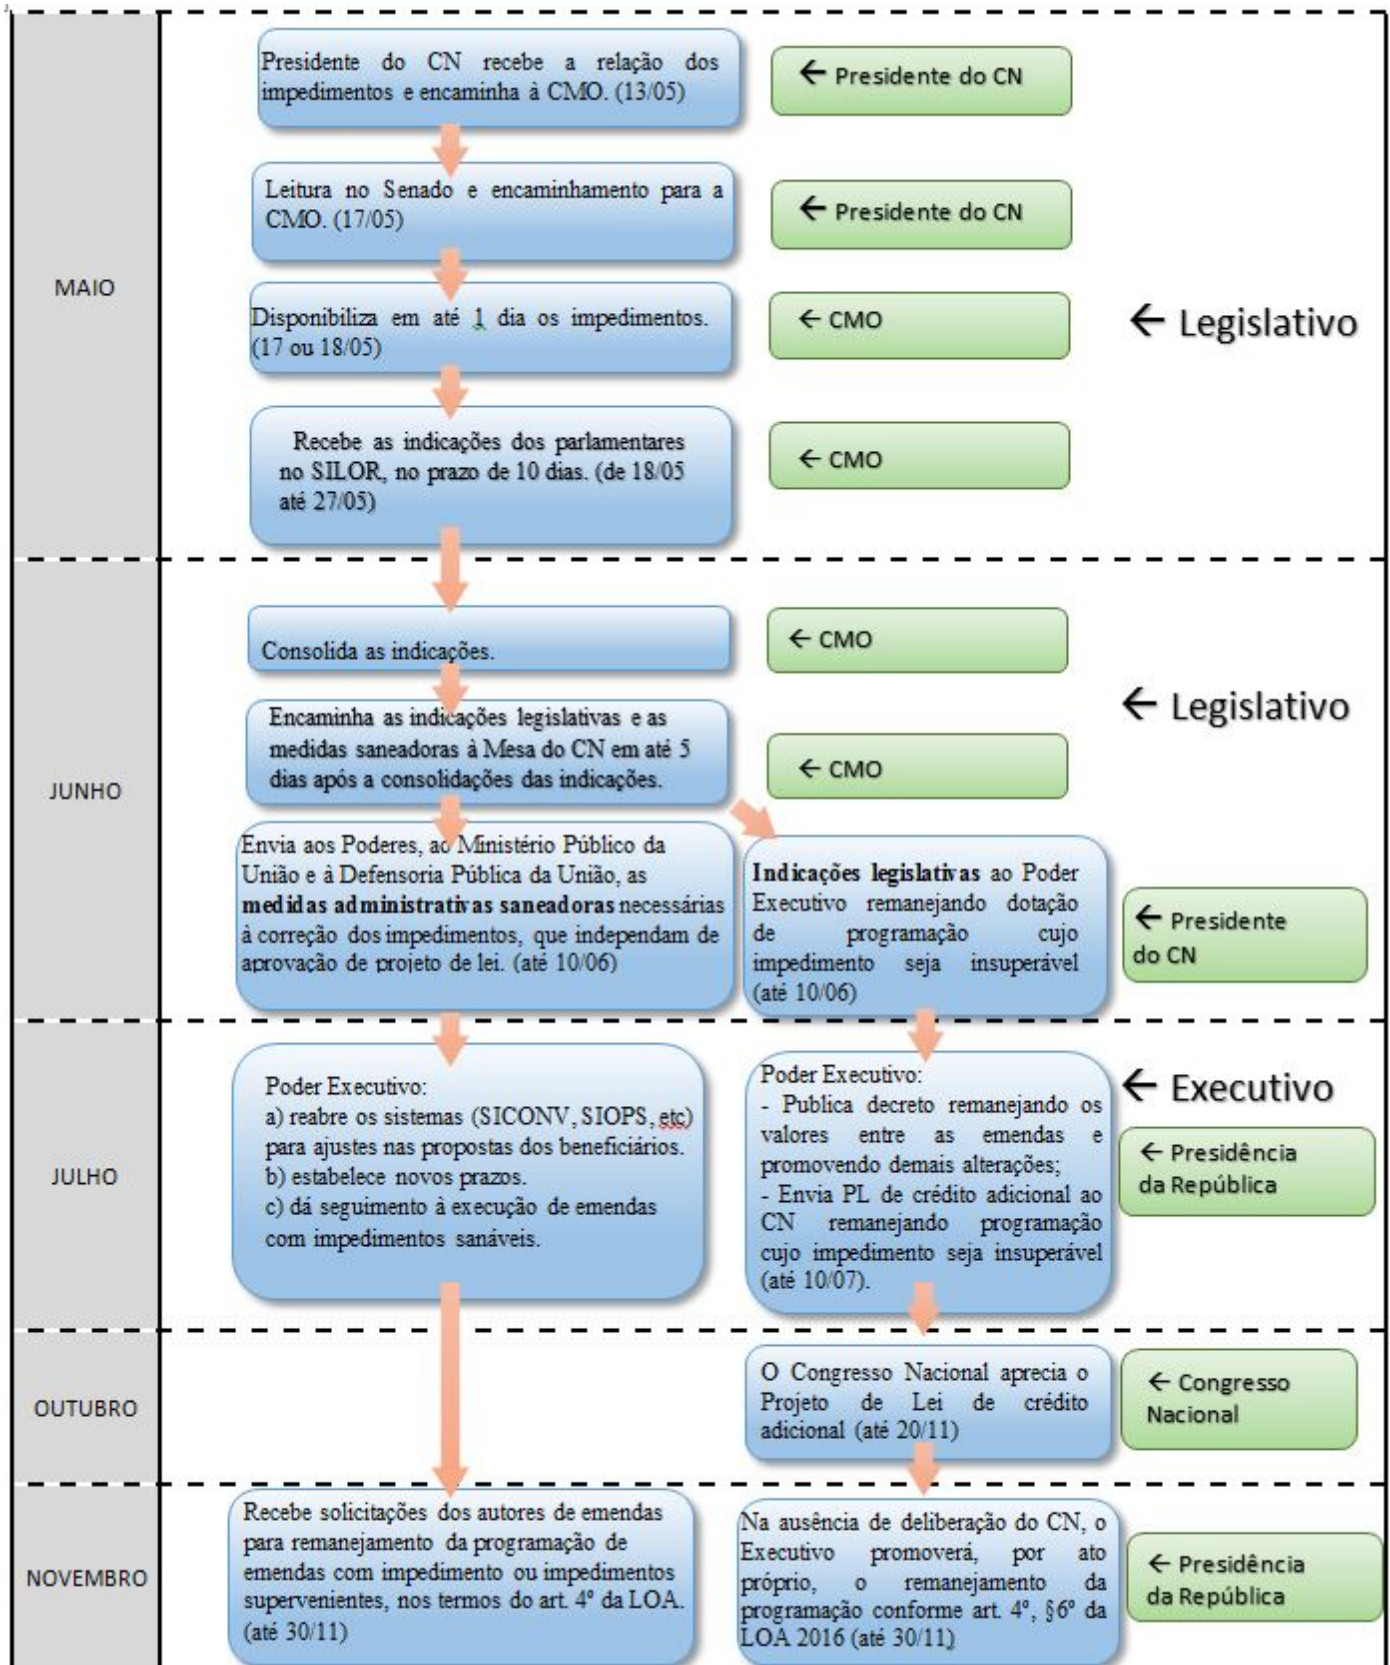 MAIO
Presidente do CN recebe a relação dos
impedimentos e encaminha à CMO. (13/05)
← Presidente do CN
Leitura no Senado e encaminhamento para a
CMO. (17/05)
← Presidente do CN
Disponibiliza em até 1 dia os impedimentos.
(17 ou 18/05)
← CMO
← Legislativo
Recebe as indicações dos parlamentares
no SILOR, no prazo de 10 dias. (de 18/05
até 27/05)
← CMO
JUNHO
Consolida as indicações.
← CMO
← Legislativo
Encaminha as indicações legislativas e as
medidas saneadoras à Mesa do CN em até 5
dias após a consolidações das indicações.
← CMO
Envia aos Poderes, ao Ministério Público da
União e à Defensoria Pública da União, as
medidas administrativas saneadoras necessárias
à correção dos impedimentos, que independam de
aprovação de projeto de lei. (até 10/06)
Indicações legislativas ao Poder
Executivo remanejando dotação
de programação cujo
impedimento seja insuperável
(até 10/06)
← Presidente
do CN
JULHO
Poder Executivo:
a) reabre os sistemas (SICONV, SIOPS, etc)
para ajustes nas propostas dos beneficiários.
b) estabelece novos prazos.
c) dá seguimento à execução de emendas
com impedimentos sanáveis.
Poder Executivo:
- Publica decreto remanejando os
valores entre as emendas e
promovendo demais alterações;
- Envia PL de crédito adicional ao
CN remanejando programação
cujo impedimento seja insuperável
(até 10/07).
← Executivo
← Presidência
da República
OUTUBRO
O Congresso Nacional aprecia o
Projeto de Lei de crédito
adicional (até 20/11)
← Congresso
Nacional
NOVEMBRO
Recebe solicitações dos autores de emendas
para remanejamento da programação de
emendas com impedimento ou impedimentos
supervenientes, nos termos do art. 4º da LOA.
(até 30/11)
Na ausência de deliberação do CN, o
Executivo promoverá, por ato
próprio, o remanejamento da
programação conforme art. 4º, §6º da
LOA 2016 (até 30/11)
← Presidência
da República